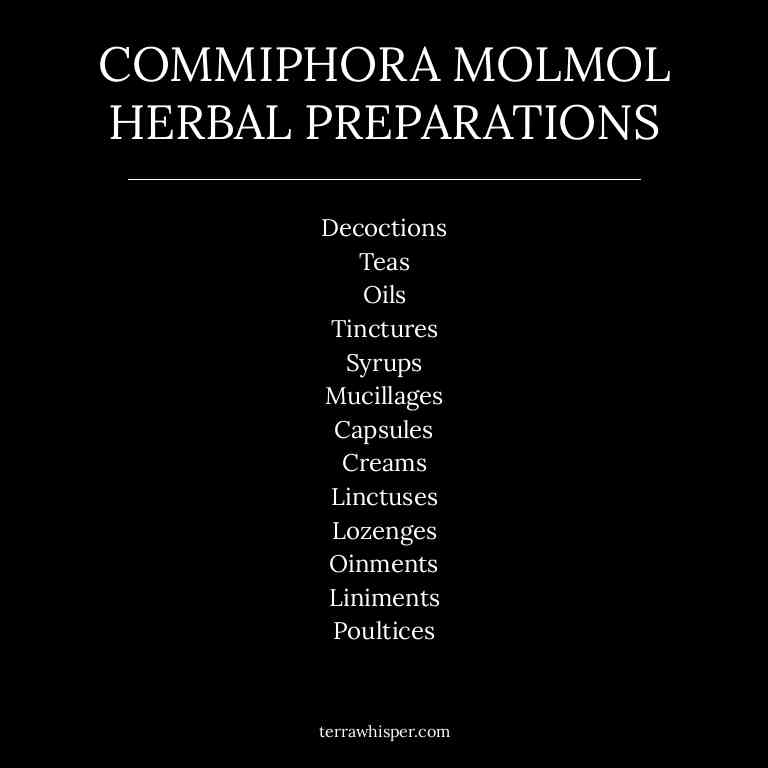 COMMIPHORA MOLMOL
HERBAL PREPARATIONS
Decoctions
Teas
Oils
Tinctures
Syrups
Mucillages
Capsules
Creams
Linctuses
Lozenges
Oinments
Liniments
Poultices
terrawhisper.com